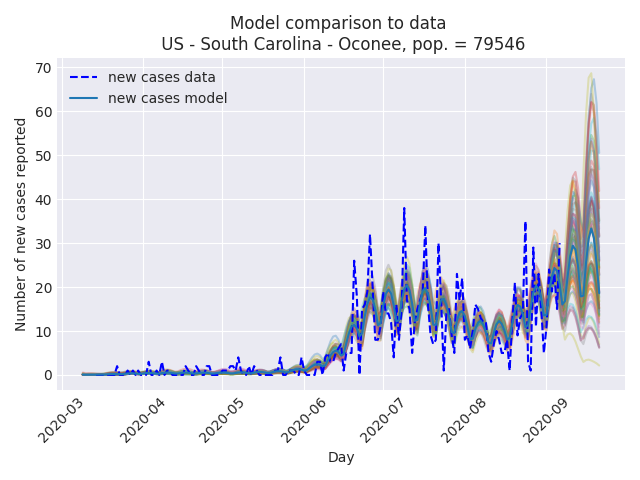 Model comparison to data
US - South Carolina - Oconee, pop. = 79546
new cases data
new cases model
Number of new cases reported
70
60
50
40
30
20
10
0
2020-03
2020-04
2020-05
2020-06
2020-07
2020-08
2020-09
Day